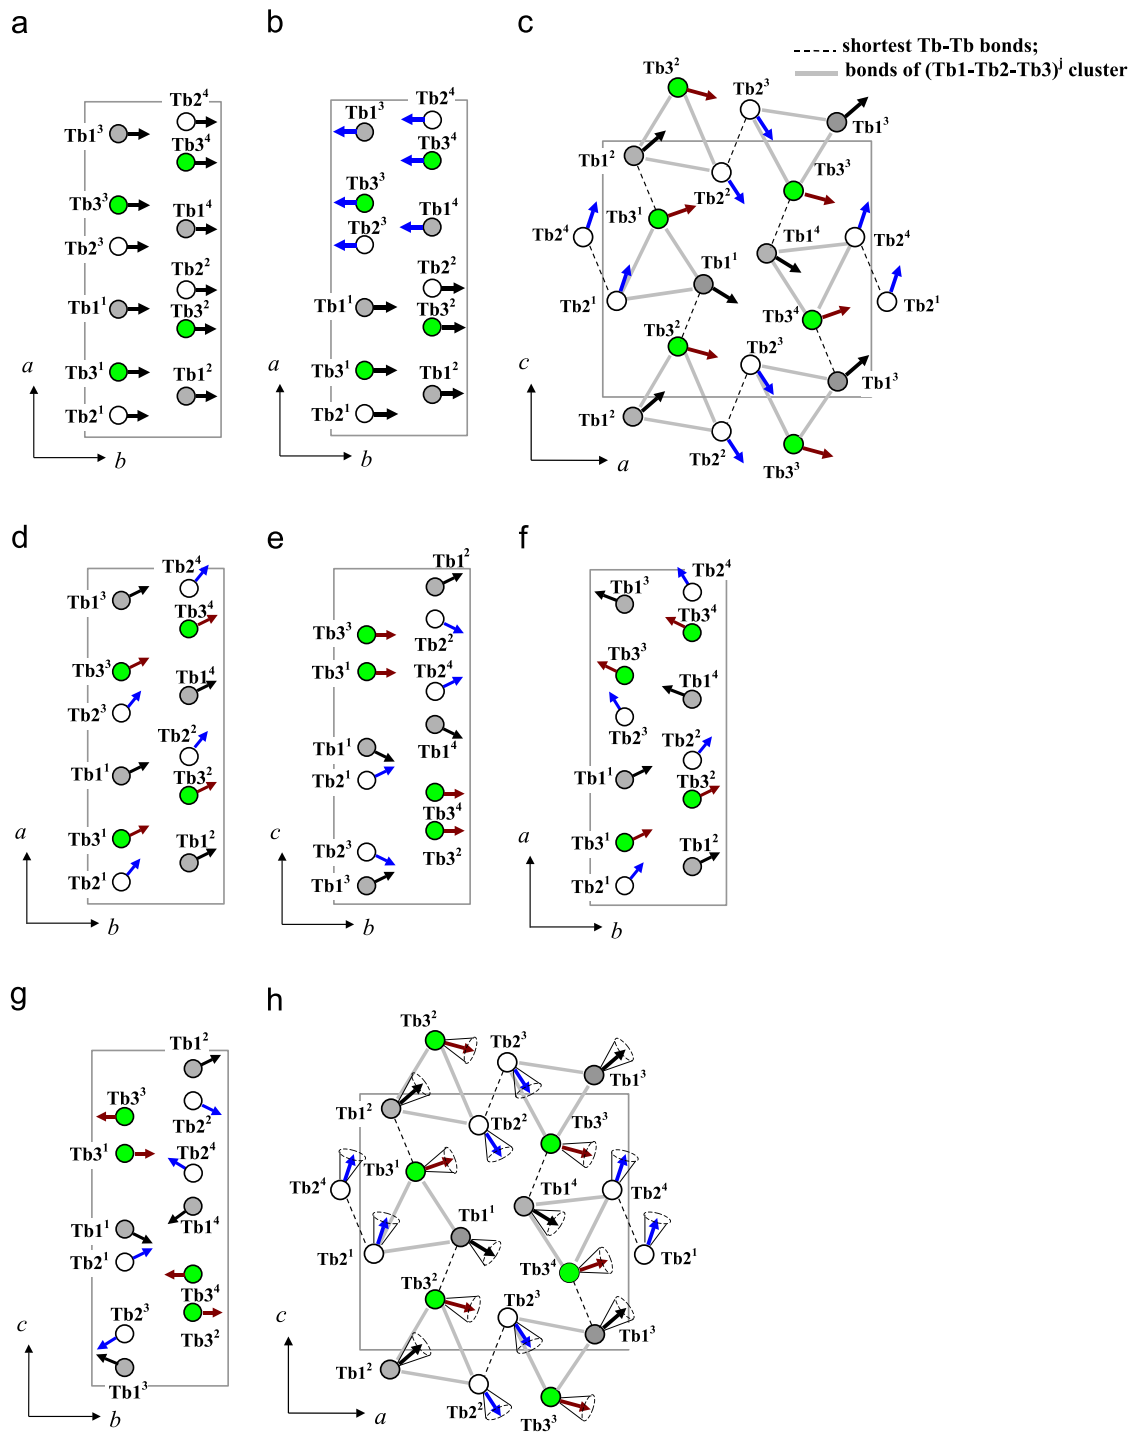 a
b
c
shortest Tb-Tb bonds;
bonds of (Tb1-Tb2-Tb3)ʲ cluster
Tb2⁴
Tb1³
Tb3⁴
Tb3³
Tb1⁴
Tb2³
Tb2²
Tb1¹
Tb3²
Tb3¹
Tb1²
Tb2¹
a
b
Tb2⁴
Tb1³
Tb3⁴
Tb3³
Tb1⁴
Tb2³
Tb2²
Tb1¹
Tb3²
Tb3¹
Tb1²
Tb2¹
a
b
Tb3²
Tb2³
Tb1³
Tb1²
Tb3³
Tb2²
Tb3¹
Tb2⁴
Tb1⁴
Tb2⁴
Tb1¹
Tb2¹
Tb2¹
Tb3⁴
Tb3²
Tb2³
Tb1³
Tb1²
Tb2²
Tb3³
c
a
d
e
f
Tb2⁴
Tb1³
Tb3⁴
Tb3³
Tb1⁴
Tb2³
Tb2²
Tb1¹
Tb3²
Tb3¹
Tb1²
Tb2¹
a
b
Tb1²
Tb3³
Tb2²
Tb3¹
Tb2⁴
Tb1¹
Tb1⁴
Tb2¹
Tb3⁴
Tb2³
Tb3²
Tb1³
c
b
Tb2⁴
Tb1³
Tb3⁴
Tb3³
Tb1⁴
Tb2³
Tb2²
Tb1¹
Tb3²
Tb3¹
Tb1²
Tb2¹
a
b
g
h
Tb1²
Tb3³
Tb2²
Tb3¹
Tb2⁴
Tb1¹
Tb1⁴
Tb2¹
Tb3⁴
Tb2³
Tb3²
Tb1³
c
b
Tb3²
Tb2³
Tb1³
Tb1²
Tb2²
Tb3³
Tb3¹
Tb2⁴
Tb1⁴
Tb2⁴
Tb1¹
Tb2¹
Tb2¹
Tb3⁴
Tb3²
Tb2³
Tb1³
Tb1²
Tb2²
Tb3³
c
a